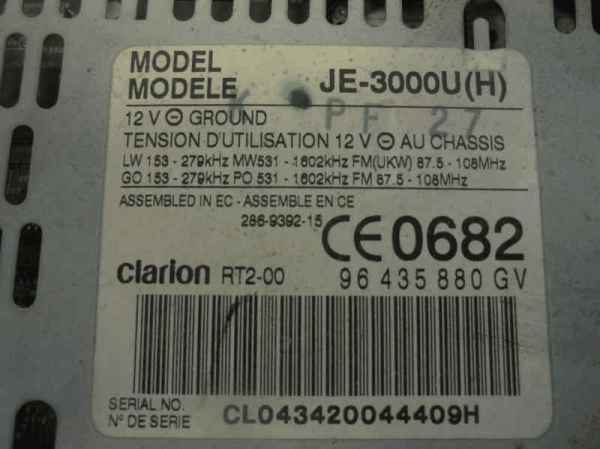 MODEL
MODELE JE-3000U(H)
K PF 27
12 V ⊖ GROUND
TENSION D'UTILISATION 12 V ⊖ AU CHASSIS
LW 153 - 279kHz MW531 - 1602kHz FM(UKW) 87.5 - 108MHz
GO 153 - 279kHz PO 531 - 1602kHz FM 87.5 - 108MHz
ASSEMBLED IN EC - ASSEMBLE EN CE
286-9392-15
CE0682
clarion RT2-00 96 435 880 GV
SERIAL NO.
N° DE SERIE CL043420044409H